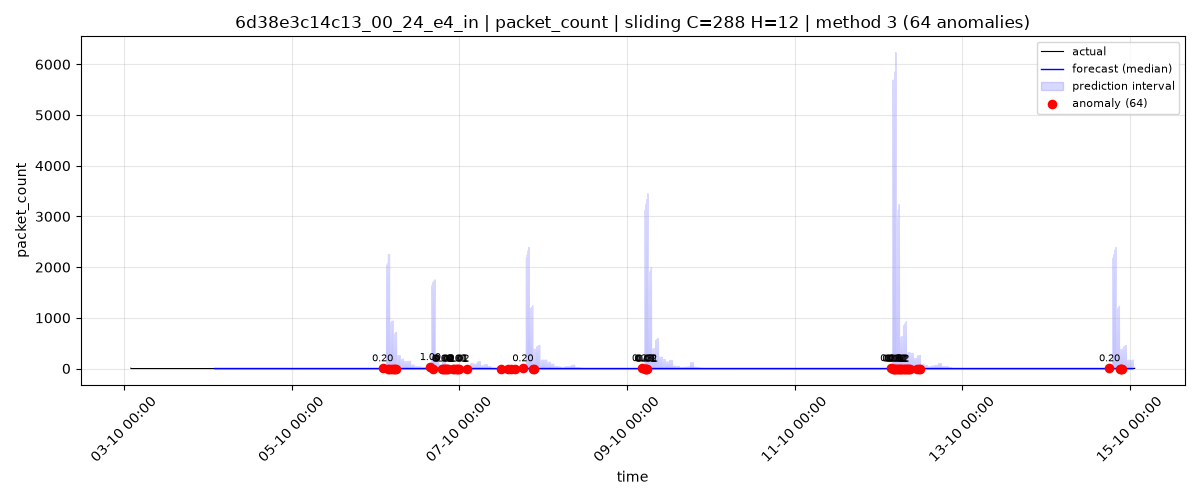 6d38e3c14c13_00_24_e4_in | packet_count | sliding C=288 H=12 | method 3 (64 anomalies)
actual
forecast (median)
prediction interval
anomaly (64)
6000
5000
4000
3000
2000
1000
0
packet_count
0.20
0.20
0.20
03-10 00:00
05-10 00:00
07-10 00:00
09-10 00:00
11-10 00:00
13-10 00:00
15-10 00:00
time